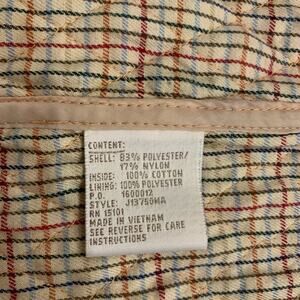 CONTENT:
SHELL: 83% POLYESTER/
17% NYLON
INSIDE: 100% COTTON
LINING: 100% POLYESTER
P.O. 1600012
STYLE: J13750MA
RN 15101
MADE IN VIETNAM
SEE REVERSE FOR CARE
INSTRUCTIONS